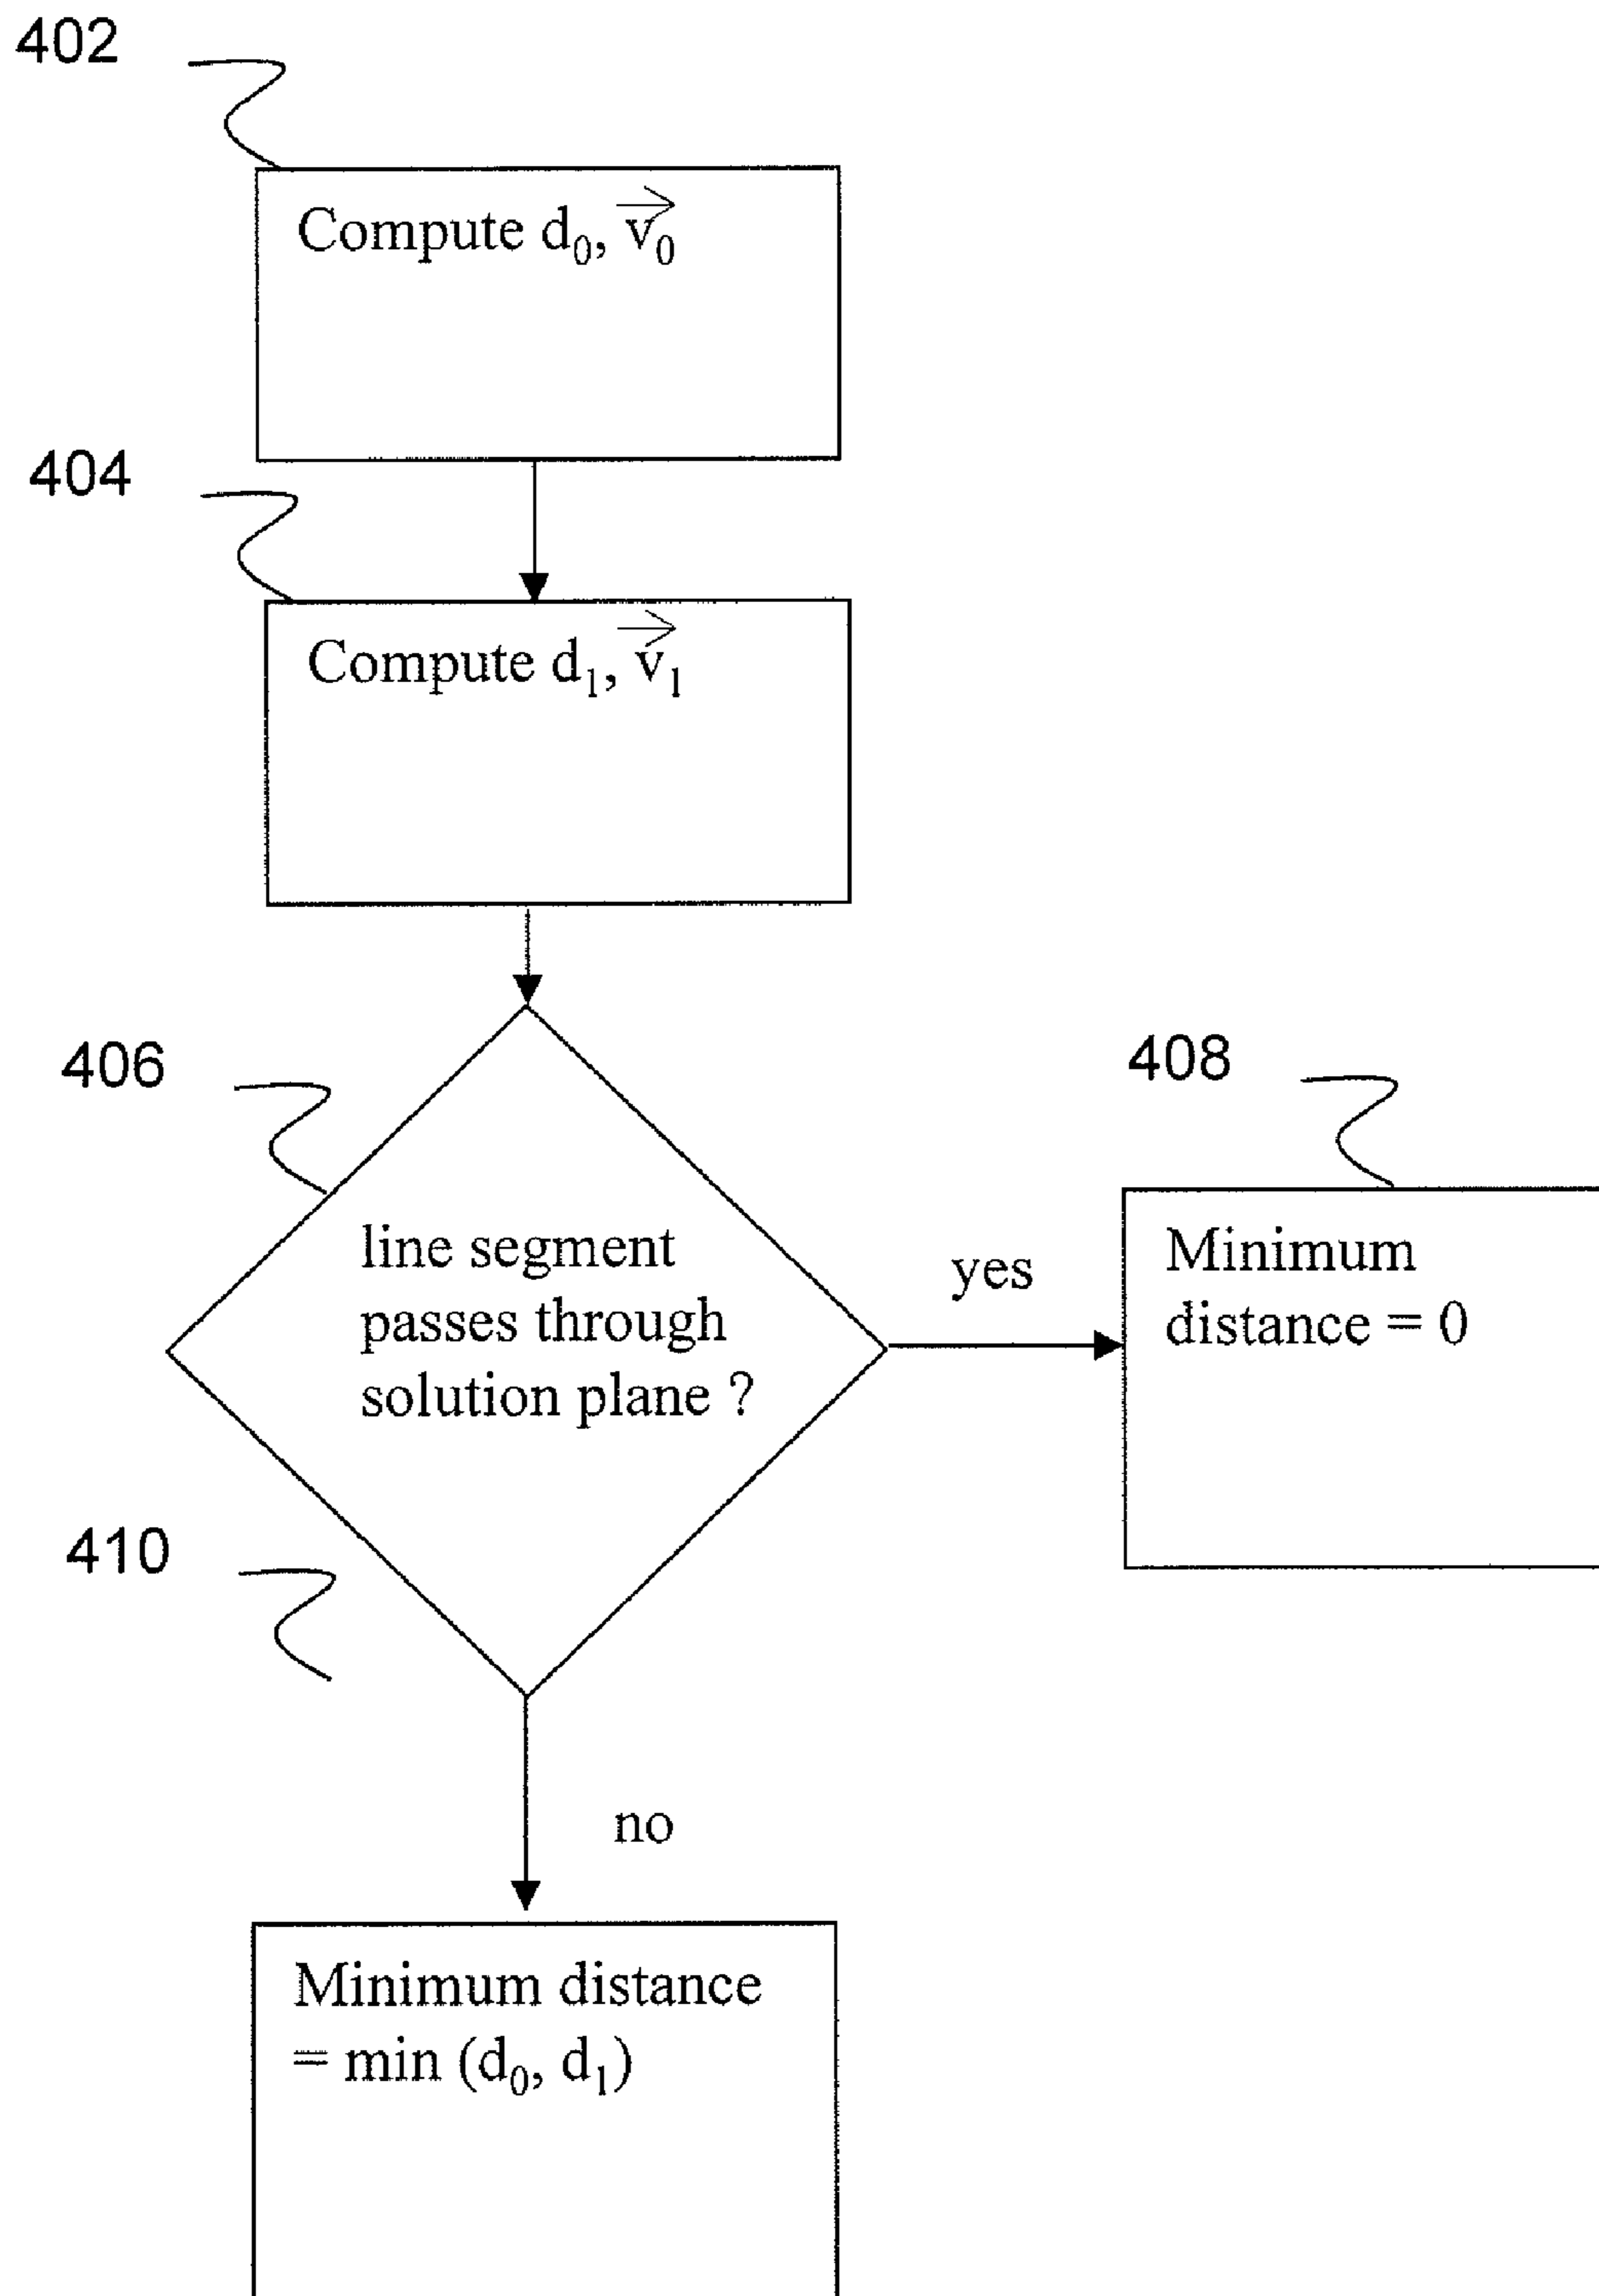 402
Compute d₀, v₀
404
Compute d₁, v₁
406
line segment
passes through
solution plane ?
yes
408
Minimum
distance = 0
410
no
Minimum distance
= min (d₀, d₁)